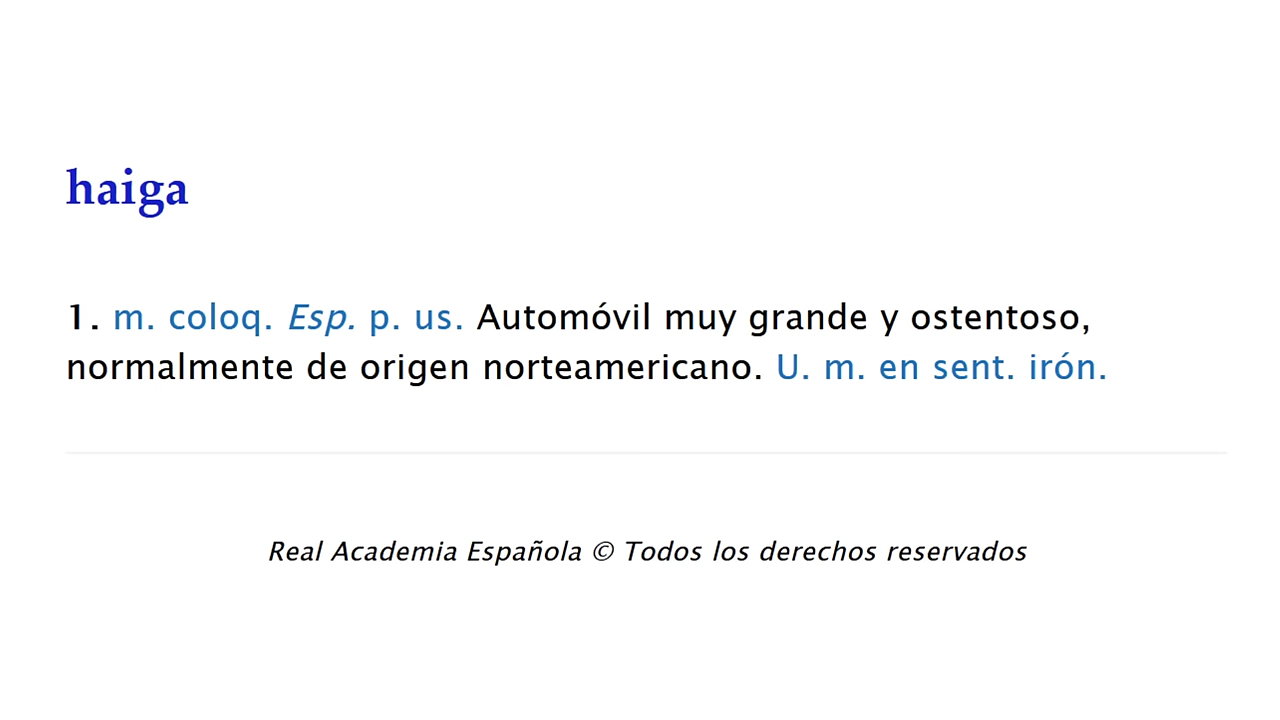 haiga
1. m. coloq. Esp. p. us. Automóvil muy grande y ostentoso,
normalmente de origen norteamericano. U. m. en sent. irón.
Real Academia Española © Todos los derechos reservados